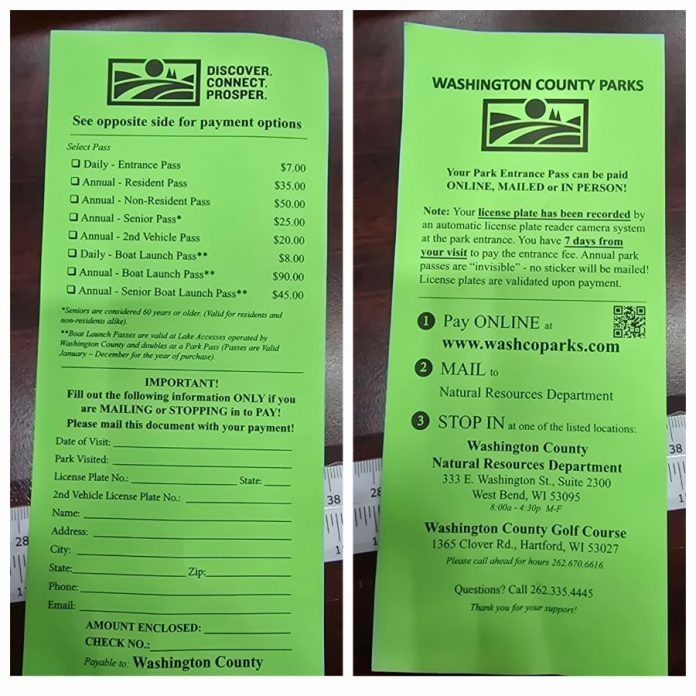 DISCOVER.
CONNECT.
PROSPER.
See opposite side for payment options
Select Pass
❑ Daily - Entrance Pass $7.00
❑ Annual - Resident Pass $35.00
❑ Annual - Non-Resident Pass $50.00
❑ Annual - Senior Pass* $25.00
❑ Annual - 2nd Vehicle Pass $20.00
❑ Daily - Boat Launch Pass** $8.00
❑ Annual - Boat Launch Pass** $90.00
❑ Annual - Senior Boat Launch Pass** $45.00
*Seniors are considered 60 years or older. (Valid for residents and
non-residents alike).
**Boat Launch Passes are valid at Lake Accesses operated by
Washington County and doubles as a Park Pass (Passes are Valid
January – December for the year of purchase).
IMPORTANT!
Fill out the following information ONLY if you
are MAILING or STOPPING in to PAY!
Please mail this document with your payment!
Date of Visit:
Park Visited:
License Plate No.: State:
2nd Vehicle License Plate No.:
Name:
Address:
City:
State: Zip:
Phone:
Email:
AMOUNT ENCLOSED:
CHECK NO.:
Payable to: Washington County
38
WASHINGTON COUNTY PARKS
Your Park Entrance Pass can be paid
ONLINE, MAILED or IN PERSON!
Note: Your license plate has been recorded by
an automatic license plate reader camera system
at the park entrance. You have 7 days from
your visit to pay the entrance fee. Annual park
passes are "invisible" - no sticker will be mailed!
License plates are validated upon payment.
1 Pay ONLINE at
www.washcoparks.com
2 MAIL to
Natural Resources Department
3 STOP IN at one of the listed locations:
Washington County
Natural Resources Department
333 E. Washington St., Suite 2300
West Bend, WI 53095
8:00a - 4:30p M-F
Washington County Golf Course
1365 Clover Rd., Hartford, WI 53027
Please call ahead for hours 262.670.6616
Questions? Call 262.335.4445
Thank you for your support!
28
38